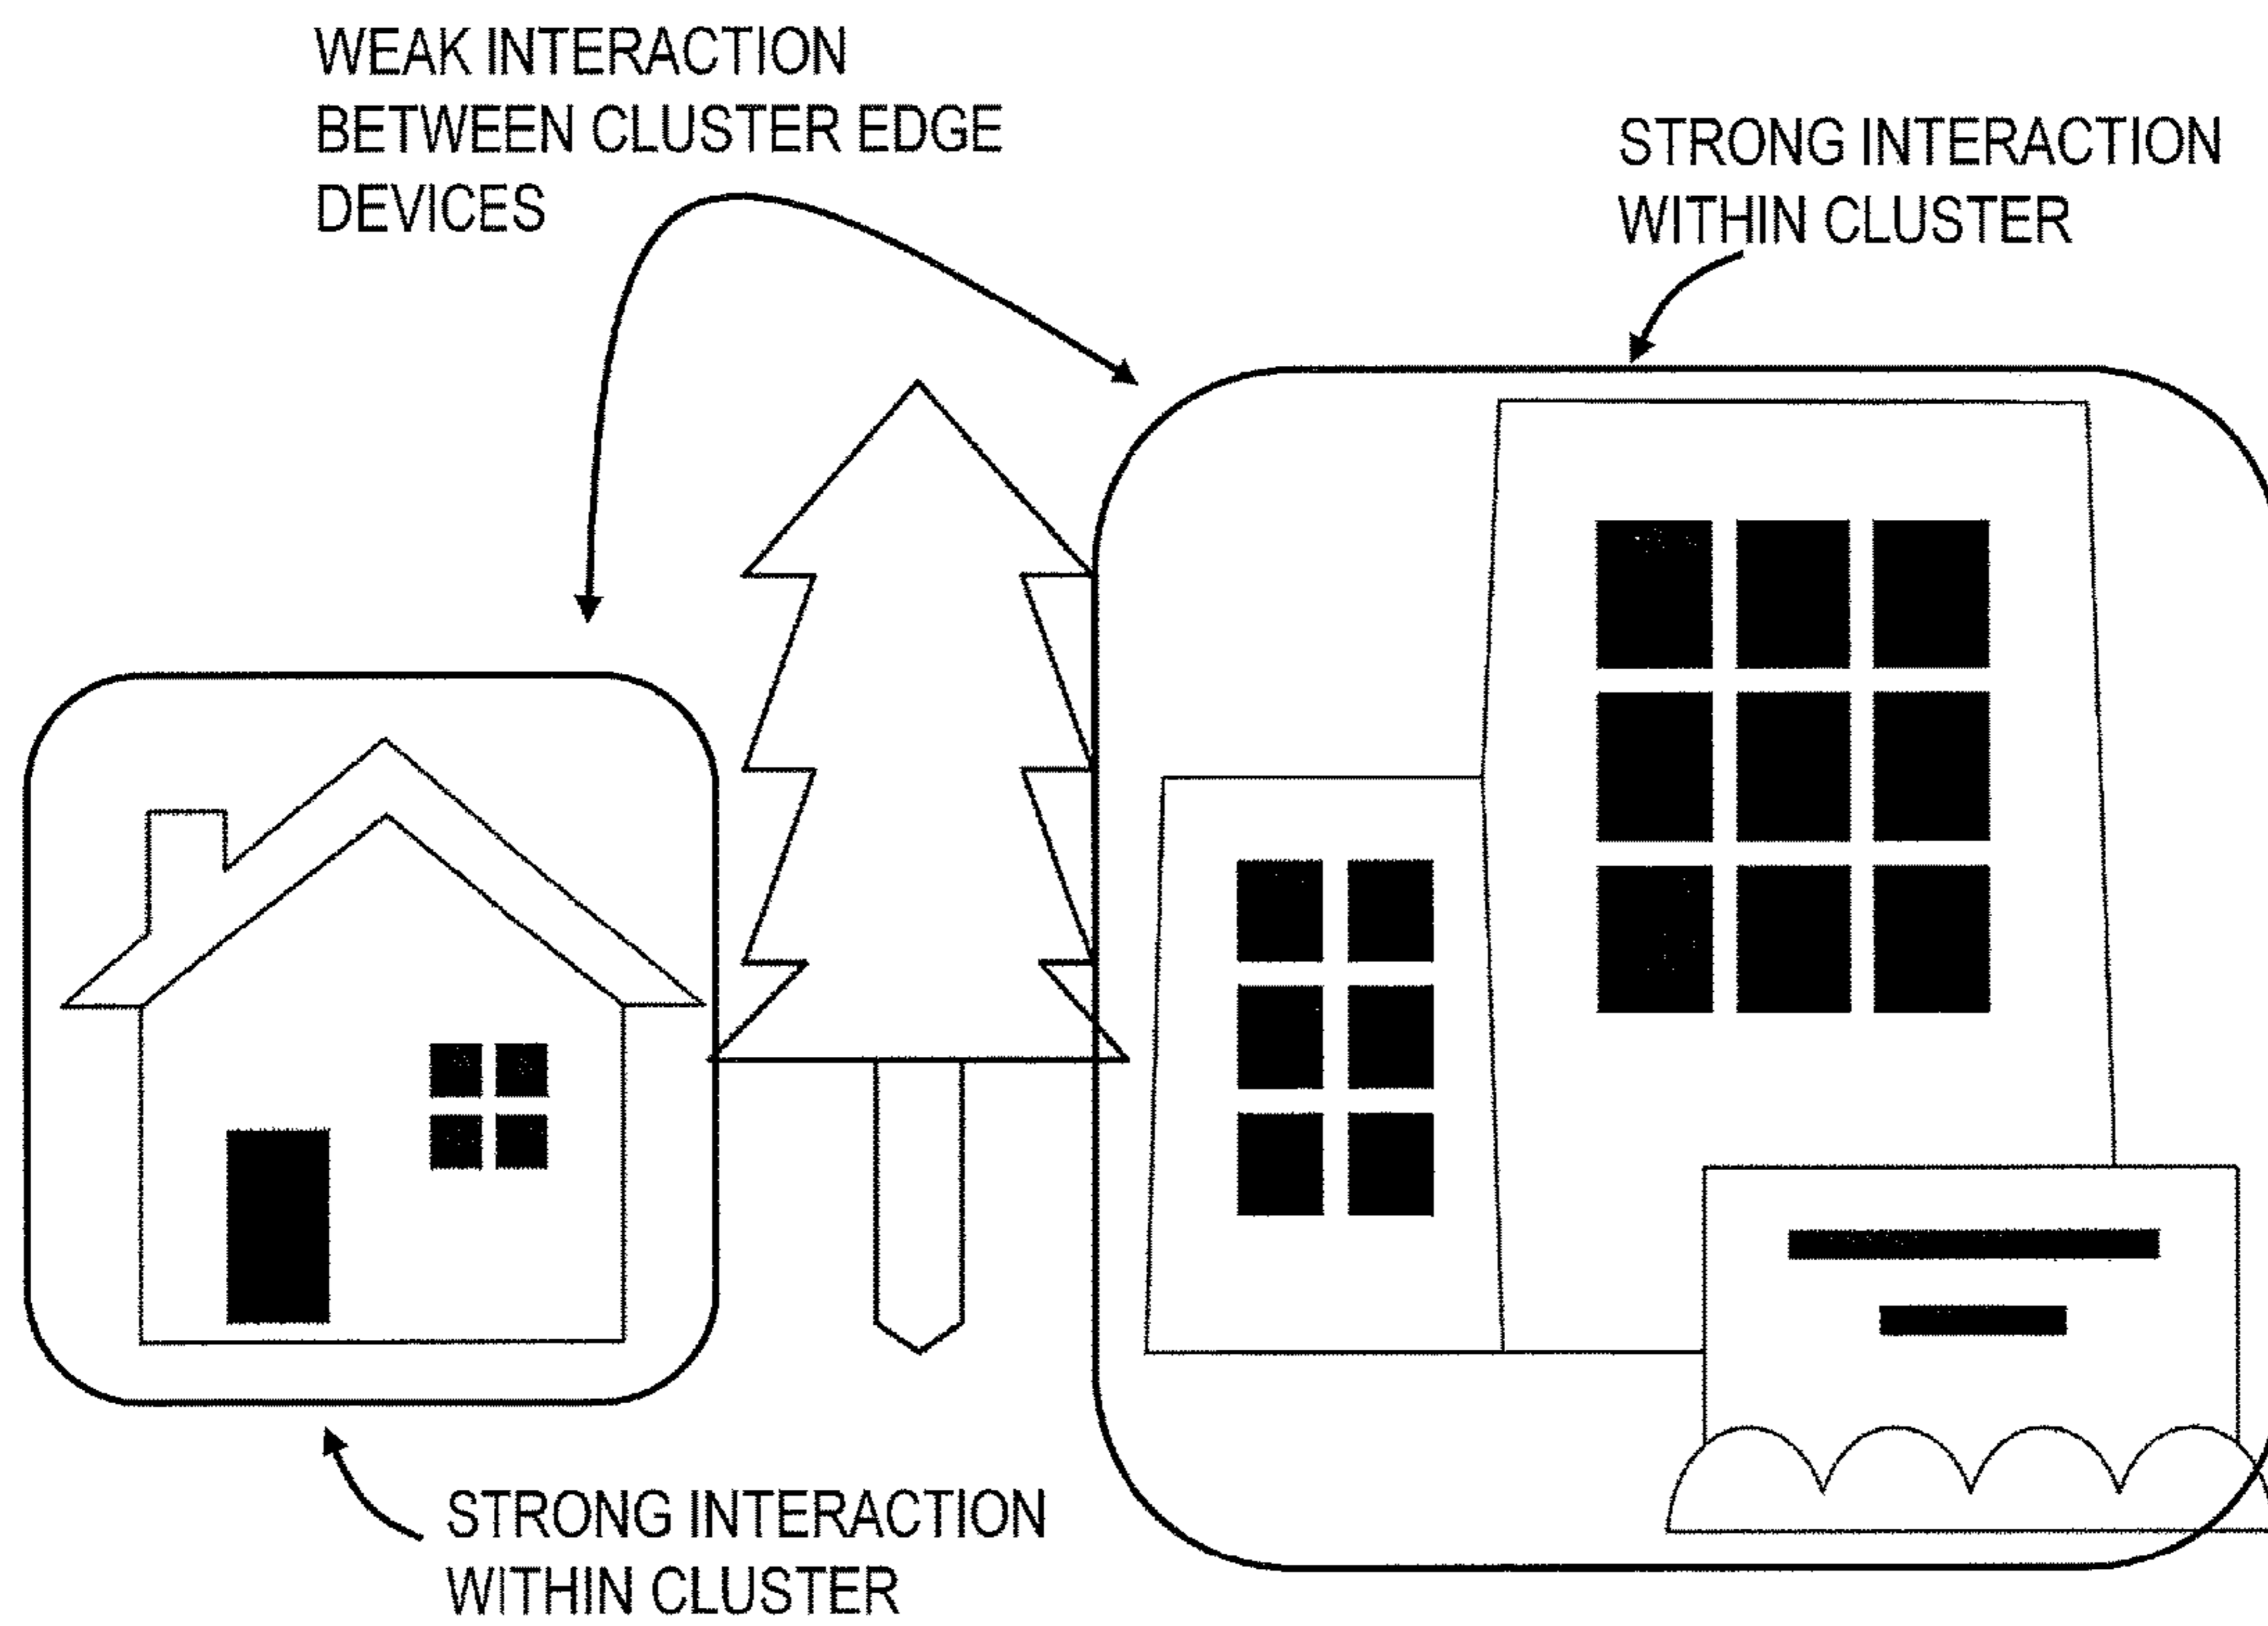 WEAK INTERACTION
BETWEEN CLUSTER EDGE
DEVICES
STRONG INTERACTION
WITHIN CLUSTER
STRONG INTERACTION
WITHIN CLUSTER